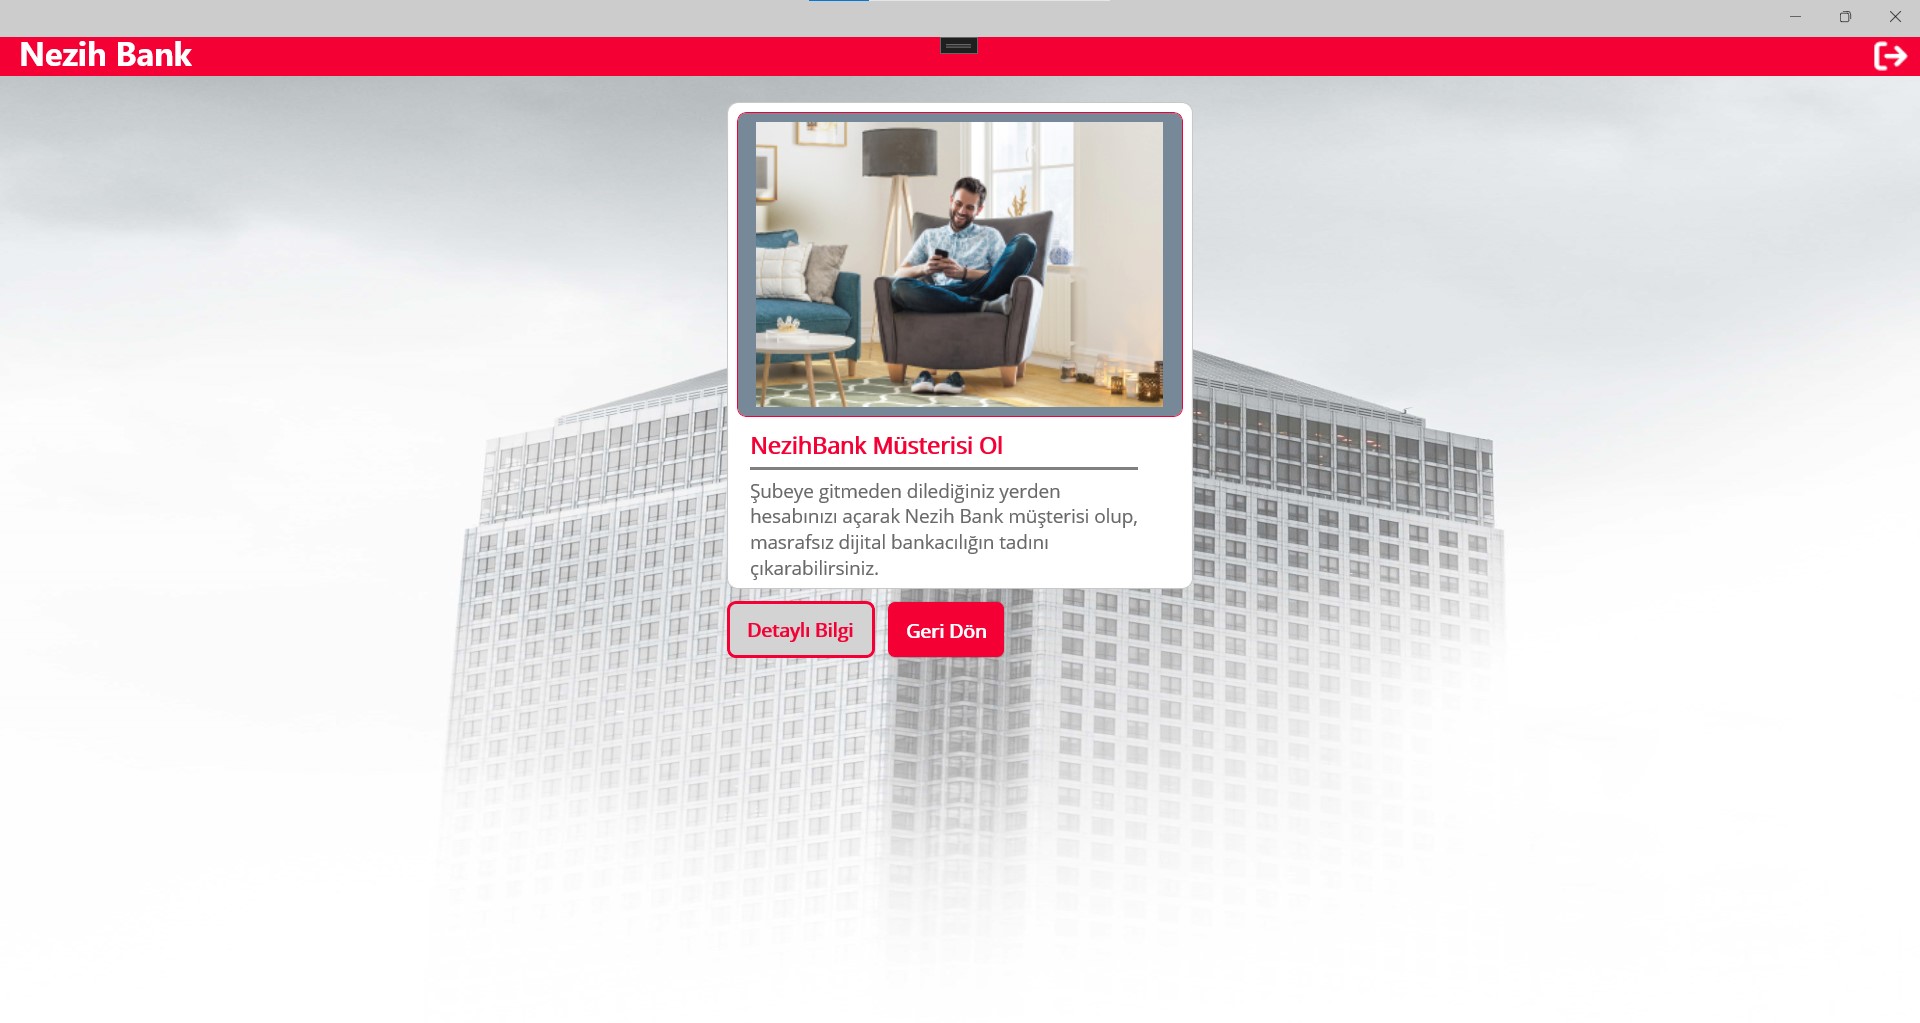 Nezih Bank
NezihBank Müsterisi Ol
Şubeye gitmeden dilediğiniz yerden
hesabınızı açarak Nezih Bank müşterisi olup,
masrafsız dijital bankacılığın tadını
çıkarabilirsiniz.
Detaylı Bilgi
Geri Dön